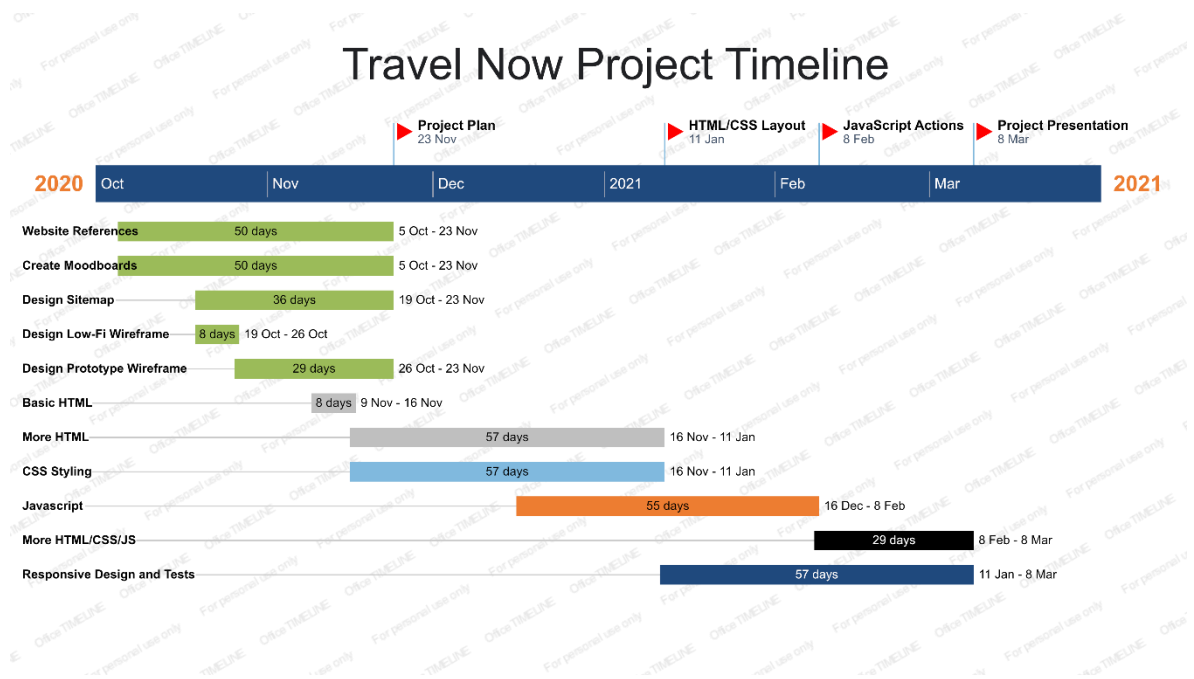 Travel Now Project Timeline
Project Plan
23 Nov
HTML/CSS Layout
11 Jan
JavaScript Actions
8 Feb
Project Presentation
8 Mar
2020 Oct Nov Dec 2021 Feb Mar 2021
Website References 50 days 5 Oct - 23 Nov
Create Moodboards 50 days 5 Oct - 23 Nov
Design Sitemap 36 days 19 Oct - 23 Nov
Design Low-Fi Wireframe 8 days 19 Oct - 26 Oct
Design Prototype Wireframe 29 days 26 Oct - 23 Nov
Basic HTML 8 days 9 Nov - 16 Nov
More HTML 57 days 16 Nov - 11 Jan
CSS Styling 57 days 16 Nov - 11 Jan
Javascript 55 days 16 Dec - 8 Feb
More HTML/CSS/JS 29 days 8 Feb - 8 Mar
Responsive Design and Tests 57 days 11 Jan - 8 Mar
Office TIMELINE
For personal use only